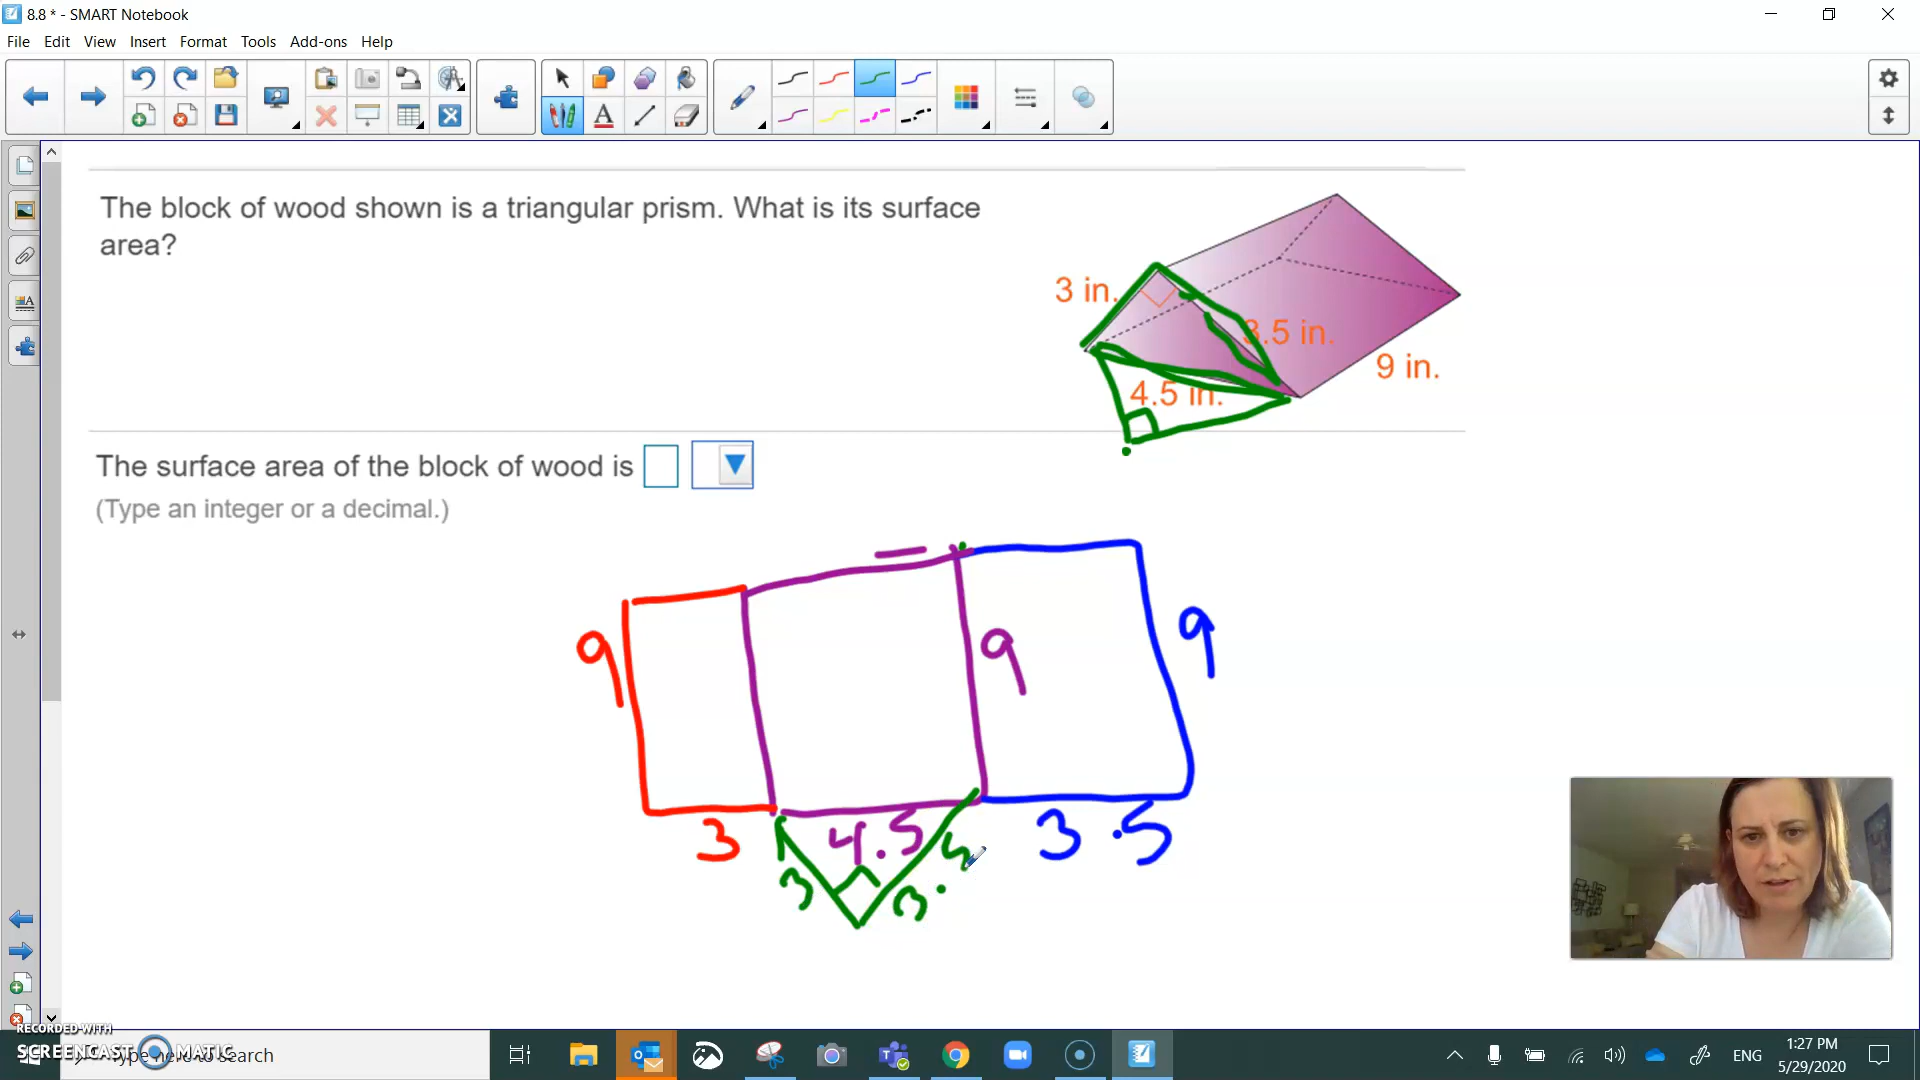 8.8 * - SMART Notebook
File Edit View Insert Format Tools Add-ons Help
The block of wood shown is a triangular prism. What is its surface
area?
3 in.
3.5 in.
9 in.
4.5 in.
The surface area of the block of wood is
(Type an integer or a decimal.)
9
9
9
3
4.5
3.5
3
3.5
RECORDED WITH
SCREENCAST MATIC
Type here to search
ENG
1:27 PM
5/29/2020